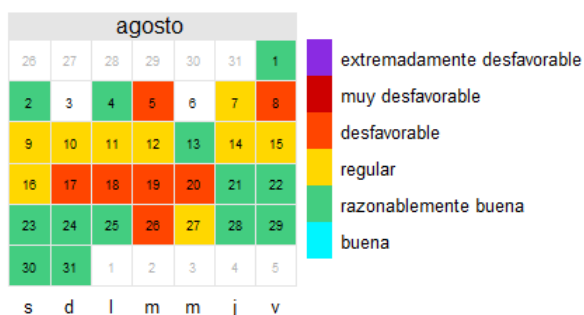 agosto
26 27 28 29 30 31 1
2 3 4 5 6 7 8
9 10 11 12 13 14 15
16 17 18 19 20 21 22
23 24 25 26 27 28 29
30 31 1 2 3 4 5
s d l m m j v
extremadamente desfavorable
muy desfavorable
desfavorable
regular
razonablemente buena
buena